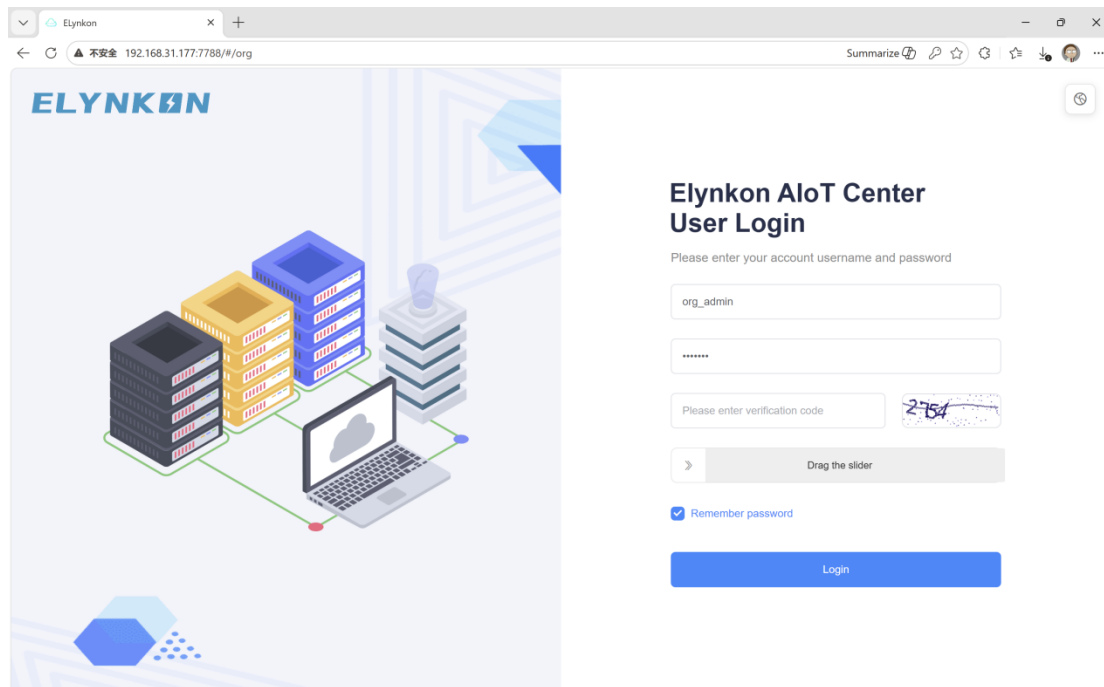 ELynkon
不安全 192.168.31.177:7788/#/org
Summarize
ELYNKON
Elynkon AIoT Center
User Login
Please enter your account username and password
org_admin
•••••••
Please enter verification code
2754
Drag the slider
Remember password
Login